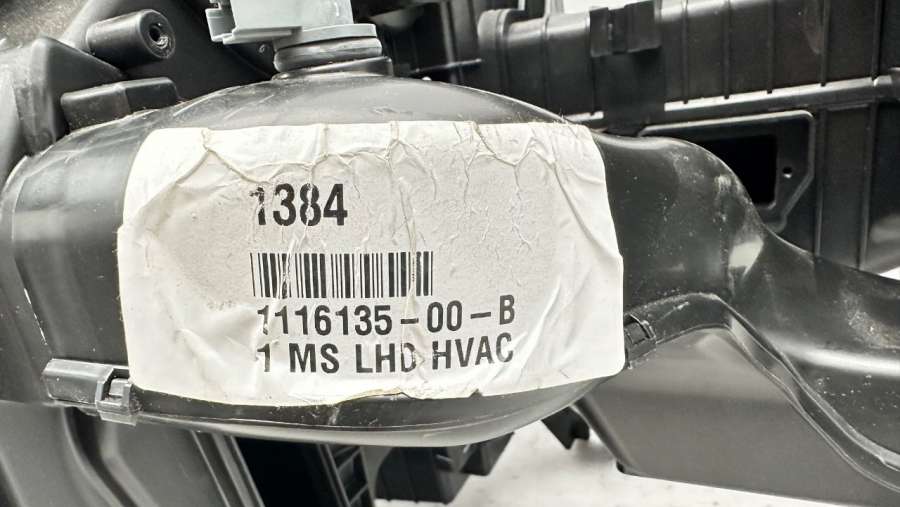 1384
1116135-00-B
1 MS LHD HVAC